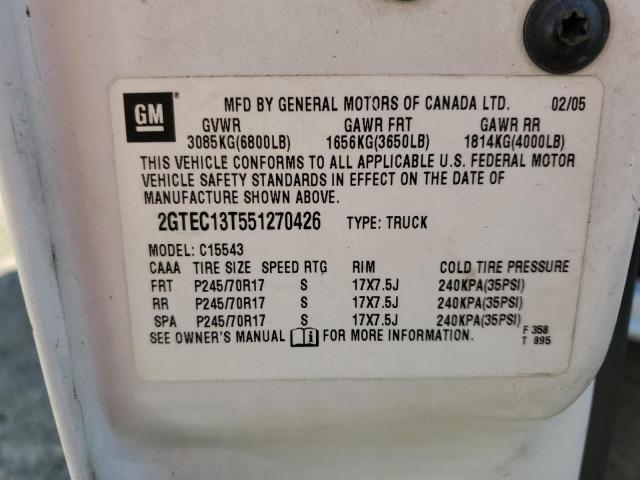 GM ® MFD BY GENERAL MOTORS OF CANADA LTD. 02/05
GVWR GAWR FRT GAWR RR
3085KG(6800LB) 1656KG(3650LB) 1814KG(4000LB)
THIS VEHICLE CONFORMS TO ALL APPLICABLE U.S. FEDERAL MOTOR
VEHICLE SAFETY STANDARDS IN EFFECT ON THE DATE OF
MANUFACTURE SHOWN ABOVE.
2GTEC13T551270426 TYPE: TRUCK
MODEL: C15543
CAAA TIRE SIZE SPEED RTG RIM COLD TIRE PRESSURE
FRT P245/70R17 S 17X7.5J 240KPA(35PSI)
RR P245/70R17 S 17X7.5J 240KPA(35PSI)
SPA P245/70R17 S 17X7.5J 240KPA(35PSI)
SEE OWNER'S MANUAL i FOR MORE INFORMATION. F 358
T 895